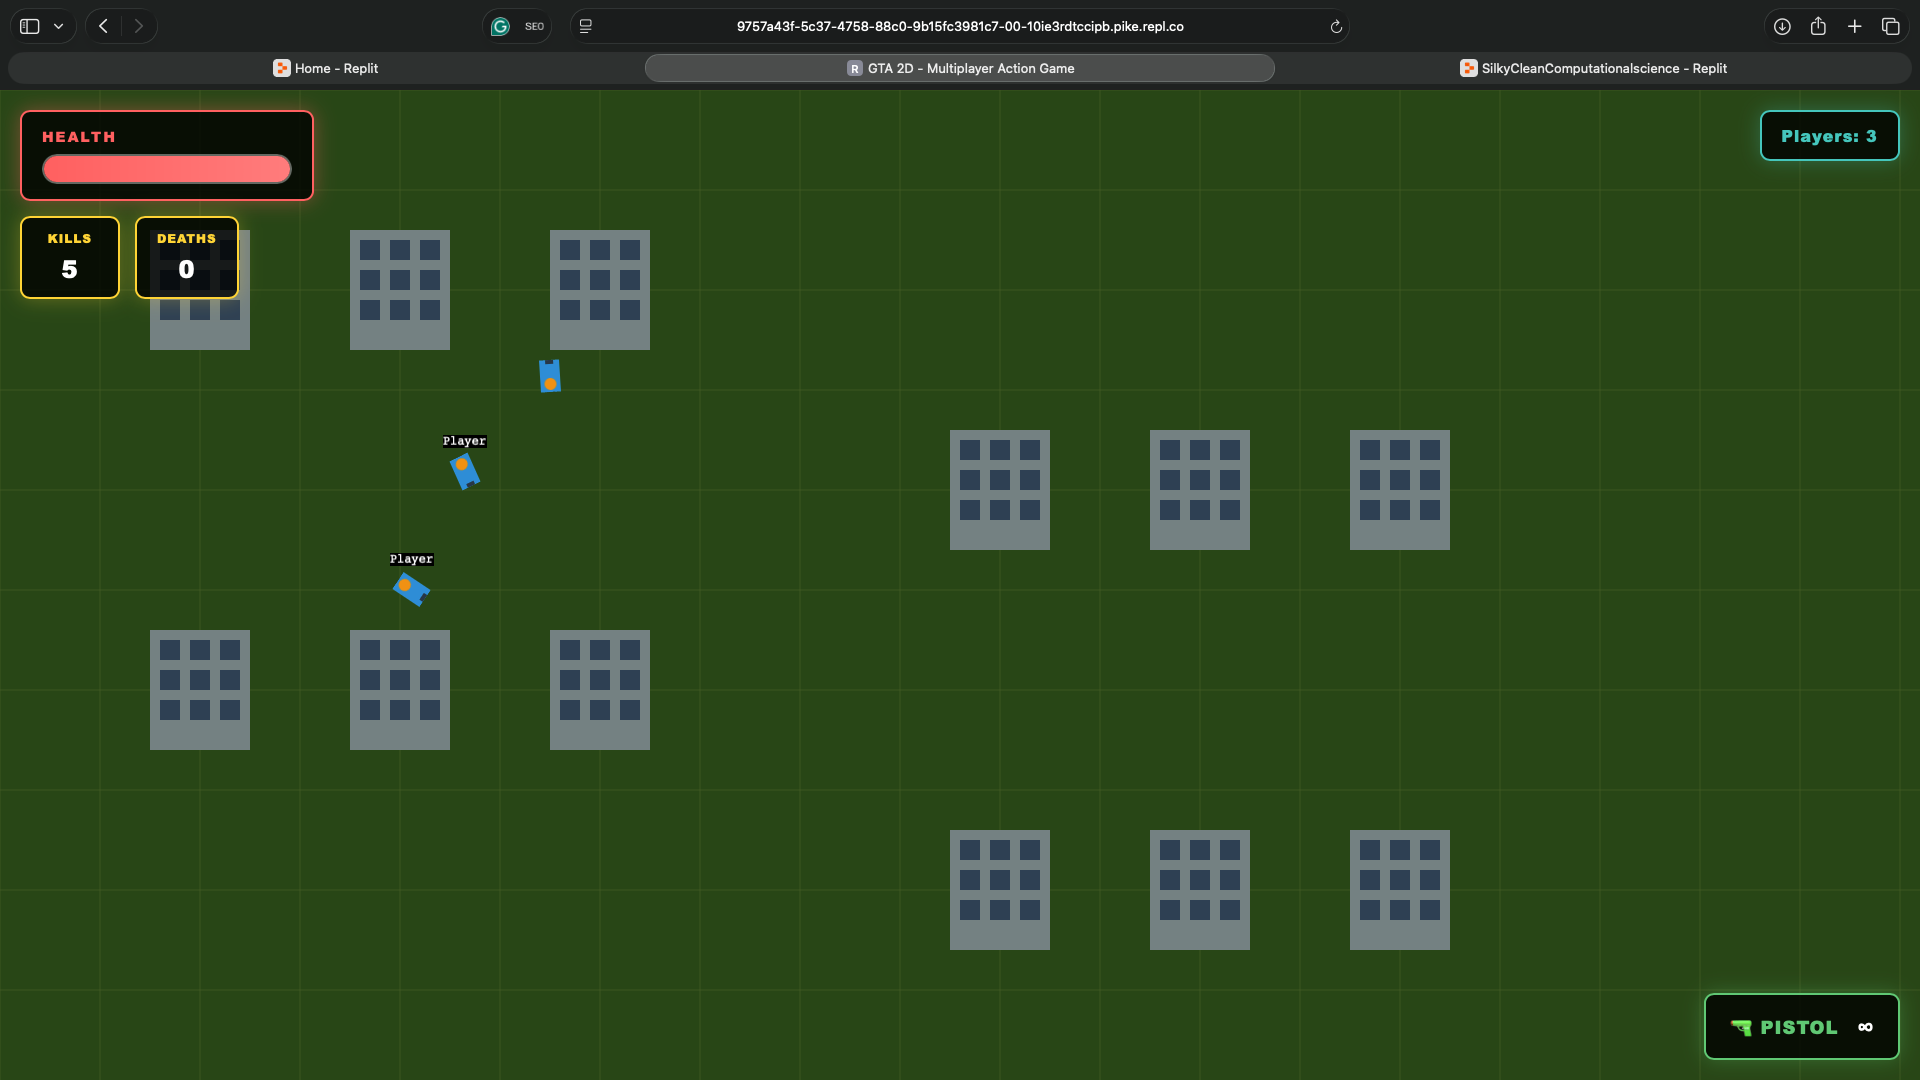 SEO
9757a43f-5c37-4758-88c0-9b15fc3981c7-00-10ie3rdtccipb.pike.repl.co
Home - Replit
R GTA 2D - Multiplayer Action Game
SilkyCleanComputationalscience - Replit
HEALTH
Players: 3
KILLS
5
DEATHS
0
Player
Player
PISTOL ∞